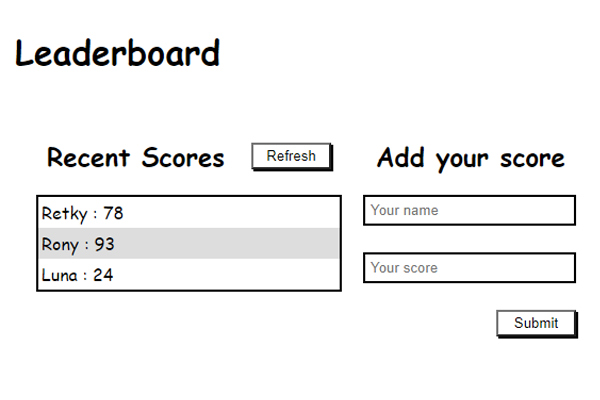 Leaderboard
Recent Scores
Refresh
Retky : 78
Rony : 93
Luna : 24
Add your score
Your name
Your score
Submit